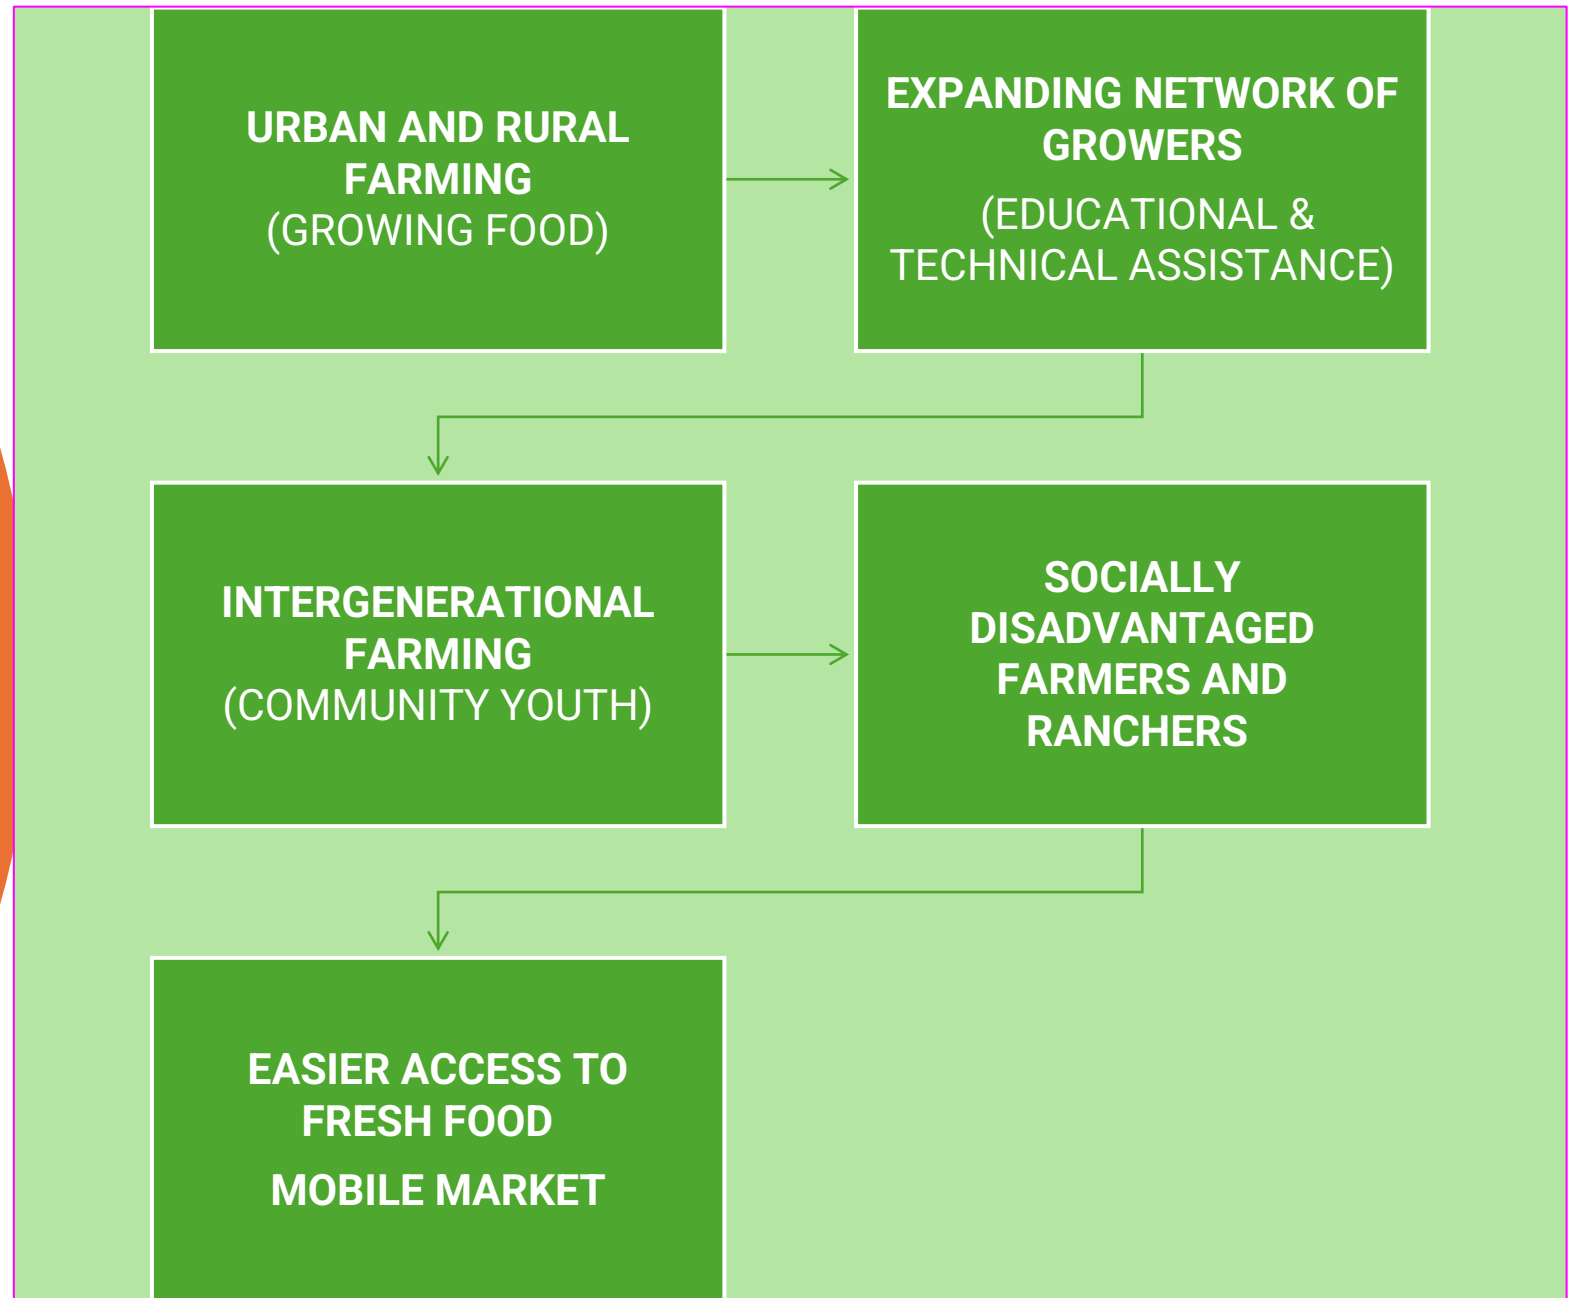 URBAN AND RURAL
FARMING
(GROWING FOOD)
EXPANDING NETWORK OF
GROWERS
(EDUCATIONAL &
TECHNICAL ASSISTANCE)
INTERGENERATIONAL
FARMING
(COMMUNITY YOUTH)
SOCIALLY
DISADVANTAGED
FARMERS AND
RANCHERS
EASIER ACCESS TO
FRESH FOOD
MOBILE MARKET